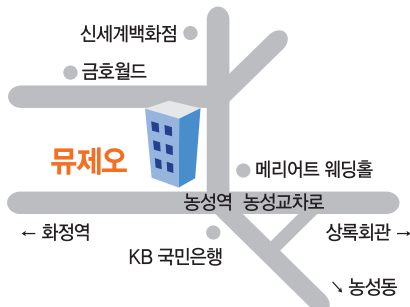 신세계백화점
금호월드
뮤제오
메리어트 웨딩홀
농성역 농성교차로
← 화정역
상록회관 →
KB 국민은행
↘ 농성동